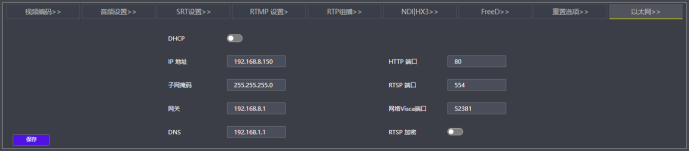 视频编码>> 音频设置>> SRT设置>> RTMP 设置> RTP组播>> NDI|HX3>> FreeD>> 重置选项>> 以太网>>
DHCP
IP 地址 192.168.8.150 HTTP 端口 80
子网掩码 255.255.255.0 RTSP 端口 554
网关 192.168.8.1 网络Visca端口 52381
DNS 192.168.1.1 RTSP 加密
保存